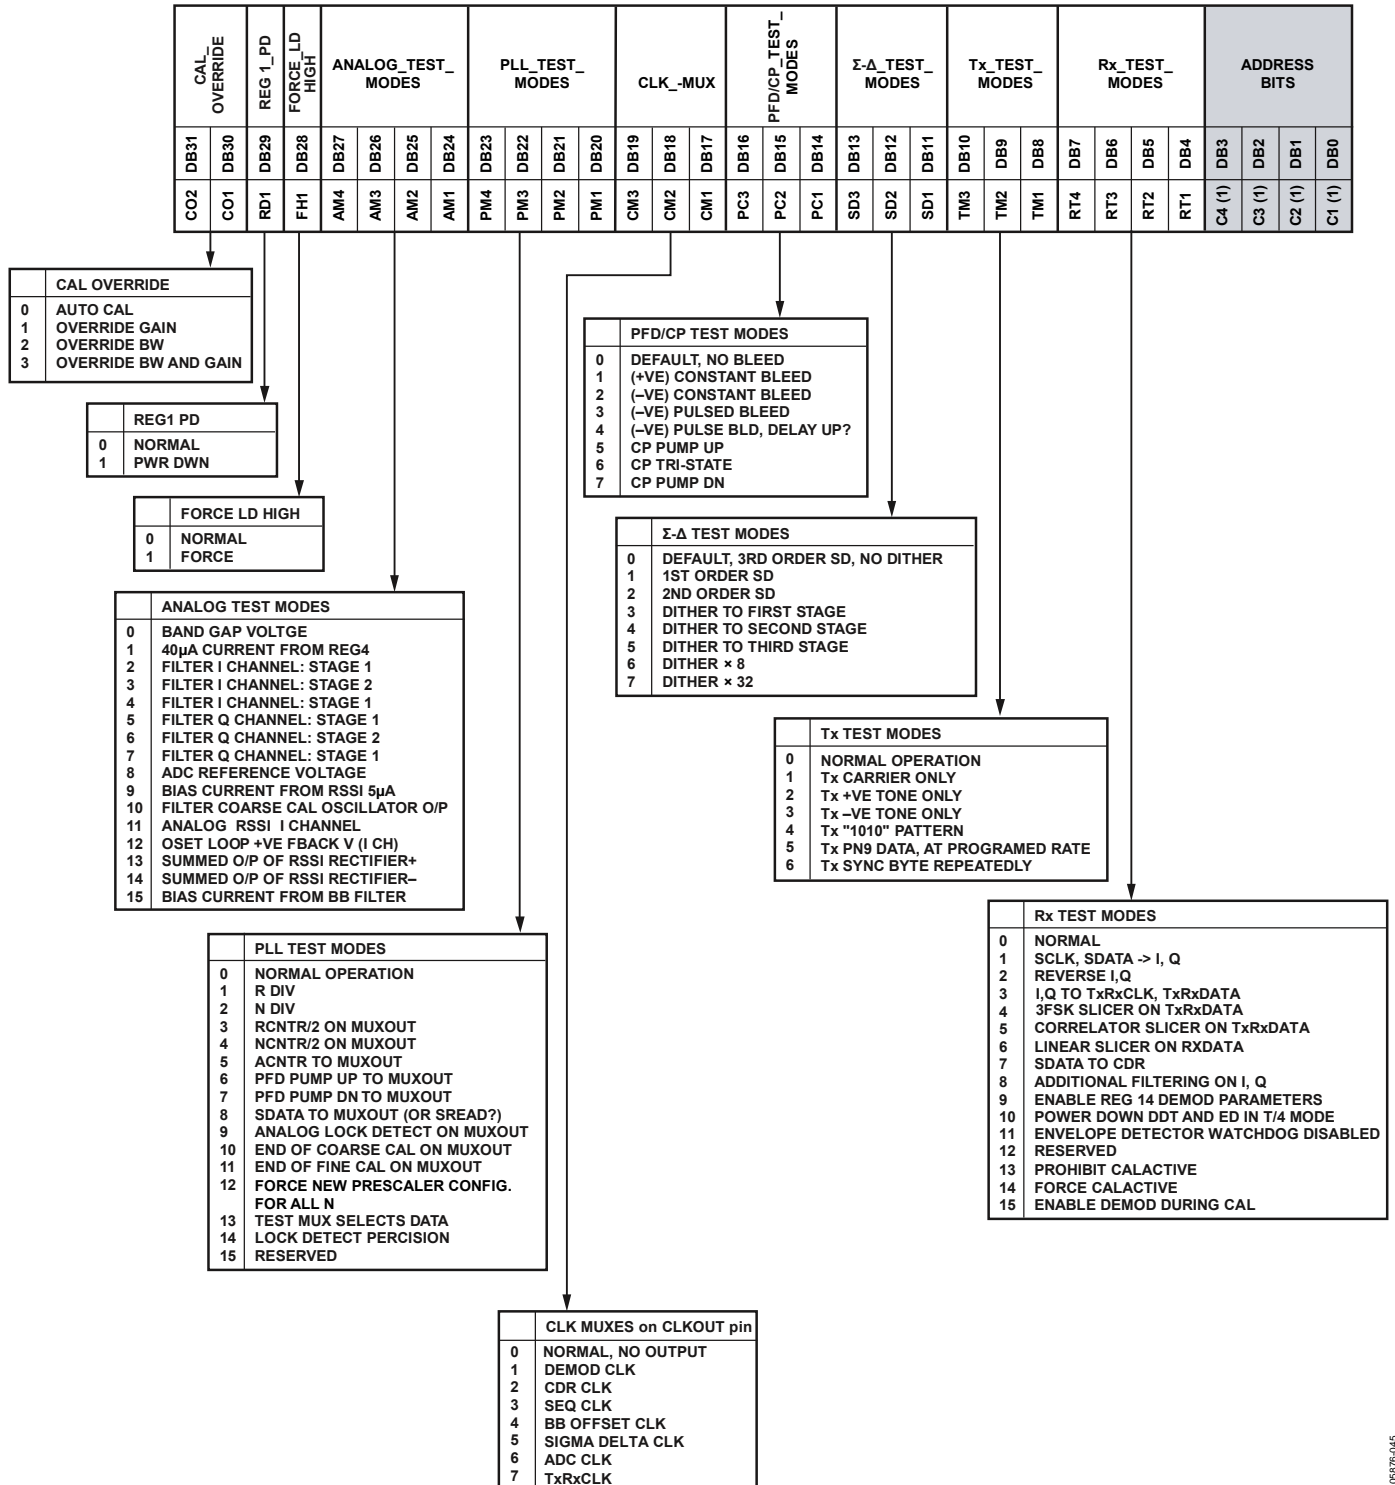 CAL_
OVERRIDE
REG 1_PD
FORCE_LD
HIGH
ANALOG_TEST_
MODES
PLL_TEST_
MODES
CLK_-MUX
PFD/CP_TEST_
MODES
Σ-Δ_TEST_
MODES
Tx_TEST_
MODES
Rx_TEST_
MODES
ADDRESS
BITS
DB31 DB30 DB29 DB28 DB27 DB26 DB25 DB24 DB23 DB22 DB21 DB20 DB19 DB18 DB17 DB16 DB15 DB14 DB13 DB12 DB11 DB10 DB9 DB8 DB7 DB6 DB5 DB4 DB3 DB2 DB1 DB0
CO2 CO1 RD1 FH1 AM4 AM3 AM2 AM1 PM4 PM3 PM2 PM1 CM3 CM2 CM1 PC3 PC2 PC1 SD3 SD2 SD1 TM3 TM2 TM1 RT4 RT3 RT2 RT1 C4 (1) C3 (1) C2 (1) C1 (1)
CAL OVERRIDE
0 AUTO CAL
1 OVERRIDE GAIN
2 OVERRIDE BW
3 OVERRIDE BW AND GAIN
REG1 PD
0 NORMAL
1 PWR DWN
FORCE LD HIGH
0 NORMAL
1 FORCE
ANALOG TEST MODES
0 BAND GAP VOLTGE
1 40µA CURRENT FROM REG4
2 FILTER I CHANNEL: STAGE 1
3 FILTER I CHANNEL: STAGE 2
4 FILTER I CHANNEL: STAGE 1
5 FILTER Q CHANNEL: STAGE 1
6 FILTER Q CHANNEL: STAGE 2
7 FILTER Q CHANNEL: STAGE 1
8 ADC REFERENCE VOLTAGE
9 BIAS CURRENT FROM RSSI 5µA
10 FILTER COARSE CAL OSCILLATOR O/P
11 ANALOG RSSI I CHANNEL
12 OSET LOOP +VE FBACK V (I CH)
13 SUMMED O/P OF RSSI RECTIFIER+
14 SUMMED O/P OF RSSI RECTIFIER–
15 BIAS CURRENT FROM BB FILTER
PLL TEST MODES
0 NORMAL OPERATION
1 R DIV
2 N DIV
3 RCNTR/2 ON MUXOUT
4 NCNTR/2 ON MUXOUT
5 ACNTR TO MUXOUT
6 PFD PUMP UP TO MUXOUT
7 PFD PUMP DN TO MUXOUT
8 SDATA TO MUXOUT (OR SREAD?)
9 ANALOG LOCK DETECT ON MUXOUT
10 END OF COARSE CAL ON MUXOUT
11 END OF FINE CAL ON MUXOUT
12 FORCE NEW PRESCALER CONFIG.
FOR ALL N
13 TEST MUX SELECTS DATA
14 LOCK DETECT PERCISION
15 RESERVED
CLK MUXES on CLKOUT pin
0 NORMAL, NO OUTPUT
1 DEMOD CLK
2 CDR CLK
3 SEQ CLK
4 BB OFFSET CLK
5 SIGMA DELTA CLK
6 ADC CLK
7 TxRxCLK
PFD/CP TEST MODES
0 DEFAULT, NO BLEED
1 (+VE) CONSTANT BLEED
2 (–VE) CONSTANT BLEED
3 (–VE) PULSED BLEED
4 (–VE) PULSE BLD, DELAY UP?
5 CP PUMP UP
6 CP TRI-STATE
7 CP PUMP DN
Σ-Δ TEST MODES
0 DEFAULT, 3RD ORDER SD, NO DITHER
1 1ST ORDER SD
2 2ND ORDER SD
3 DITHER TO FIRST STAGE
4 DITHER TO SECOND STAGE
5 DITHER TO THIRD STAGE
6 DITHER × 8
7 DITHER × 32
Tx TEST MODES
0 NORMAL OPERATION
1 Tx CARRIER ONLY
2 Tx +VE TONE ONLY
3 Tx –VE TONE ONLY
4 Tx "1010" PATTERN
5 Tx PN9 DATA, AT PROGRAMED RATE
6 Tx SYNC BYTE REPEATEDLY
Rx TEST MODES
0 NORMAL
1 SCLK, SDATA -> I, Q
2 REVERSE I,Q
3 I,Q TO TxRxCLK, TxRxDATA
4 3FSK SLICER ON TxRxDATA
5 CORRELATOR SLICER ON TxRxDATA
6 LINEAR SLICER ON RXDATA
7 SDATA TO CDR
8 ADDITIONAL FILTERING ON I, Q
9 ENABLE REG 14 DEMOD PARAMETERS
10 POWER DOWN DDT AND ED IN T/4 MODE
11 ENVELOPE DETECTOR WATCHDOG DISABLED
12 RESERVED
13 PROHIBIT CALACTIVE
14 FORCE CALACTIVE
15 ENABLE DEMOD DURING CAL
05876-045